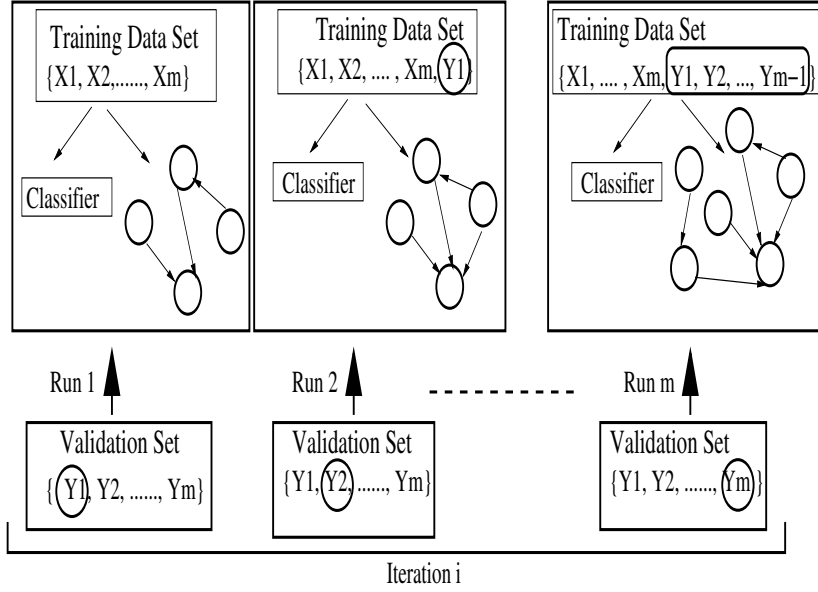 Training Data Set
{X1, X2,......, Xm}
Classifier
Training Data Set
{X1, X2, .... , Xm, Y1}
Classifier
Training Data Set
{X1, .... , Xm, Y1, Y2, ..., Ym-1}
Classifier
Run 1
Run 2
Run m
Validation Set
{ Y1, Y2, ......, Ym}
Validation Set
{Y1, Y2, ......, Ym}
Validation Set
{Y1, Y2, ......, Ym }
Iteration i